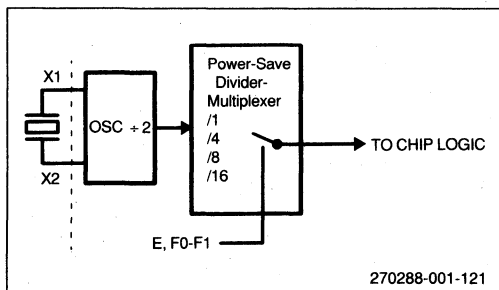 X1
X2
OSC ÷ 2
Power-Save
Divider-
Multiplexer
/1
/4
/8
/16
TO CHIP LOGIC
E, F0-F1
270288-001-121